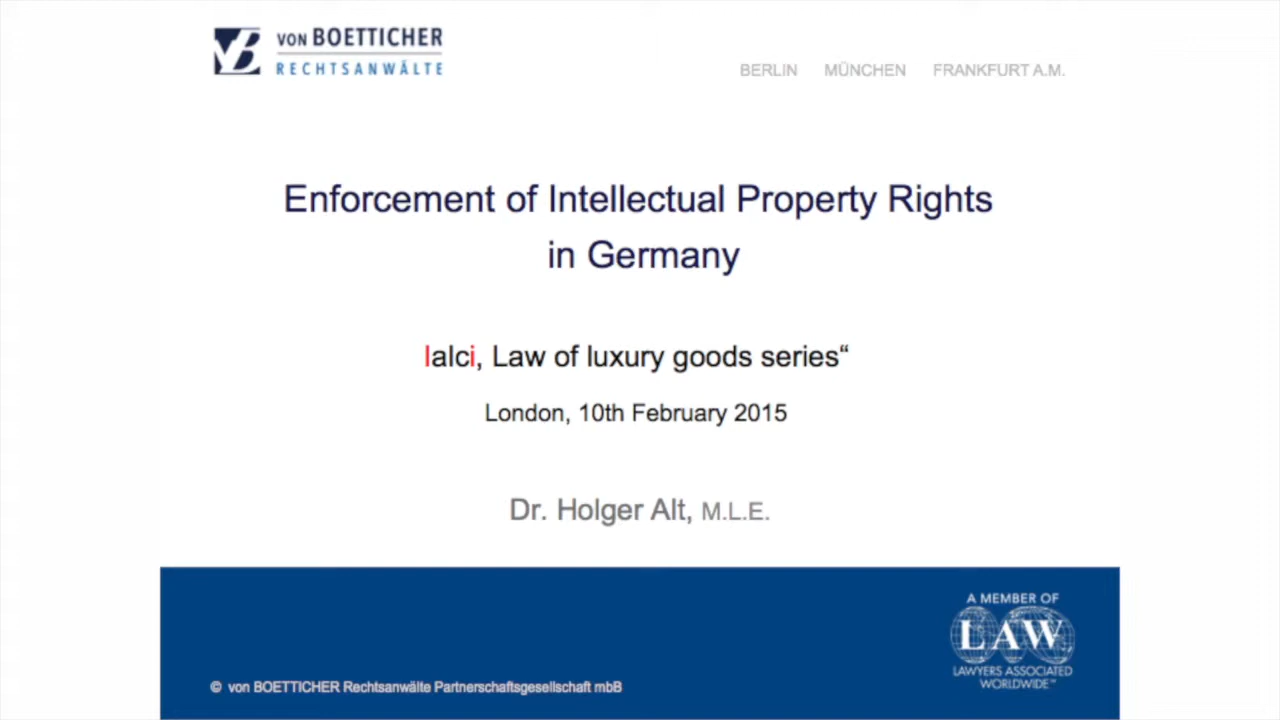 VON BOETTICHER
RECHTSANWÄLTE
BERLIN MÜNCHEN FRANKFURT A.M.
Enforcement of Intellectual Property Rights
in Germany
lalci, Law of luxury goods series“
London, 10th February 2015
Dr. Holger Alt, M.L.E.
A MEMBER OF
LAW
LAWYERS ASSOCIATED
WORLDWIDE™
© von BOETTICHER Rechtsanwälte Partnerschaftsgesellschaft mbB